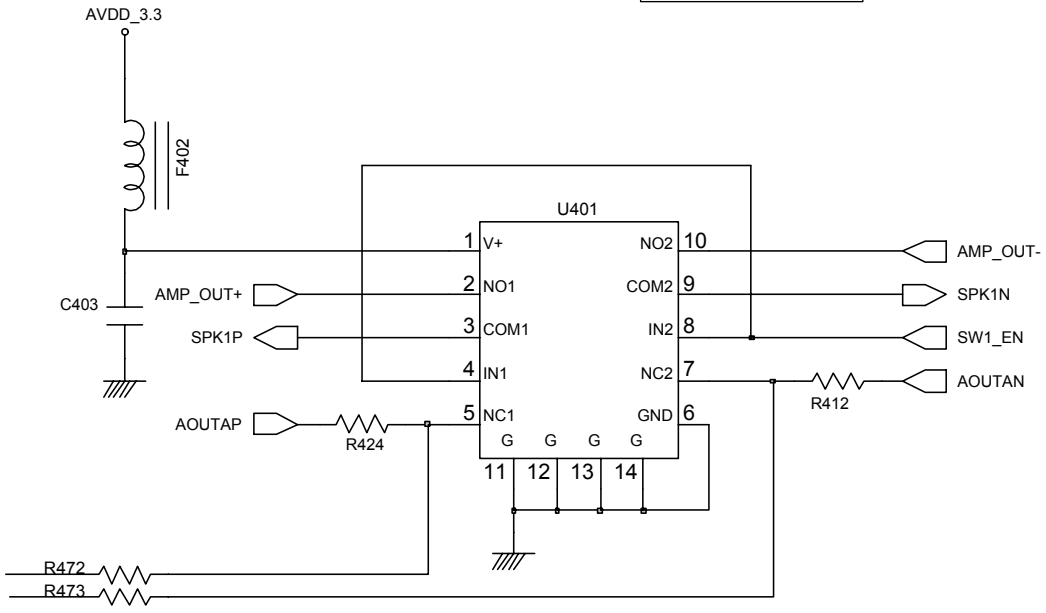 AVDD_3.3
F402
U401
1 V+ NO2 10 AMP_OUT-
C403 AMP_OUT+ 2 NO1 COM2 9 SPK1N
SPK1P 3 COM1 IN2 8 SW1_EN
4 IN1 NC2 7 AOUTAN
R412
AOUTAP 5 NC1 GND 6
R424
G G G G
11 12 13 14
R472
R473